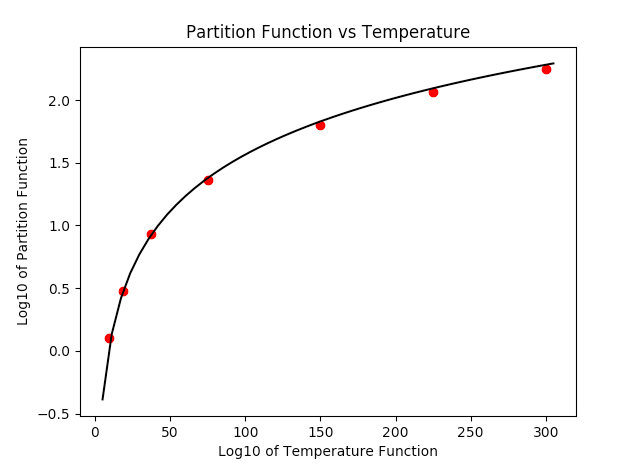 Partition Function vs Temperature
Log10 of Partition Function
2.0
1.5
1.0
0.5
0.0
−0.5
0 50 100 150 200 250 300
Log10 of Temperature Function